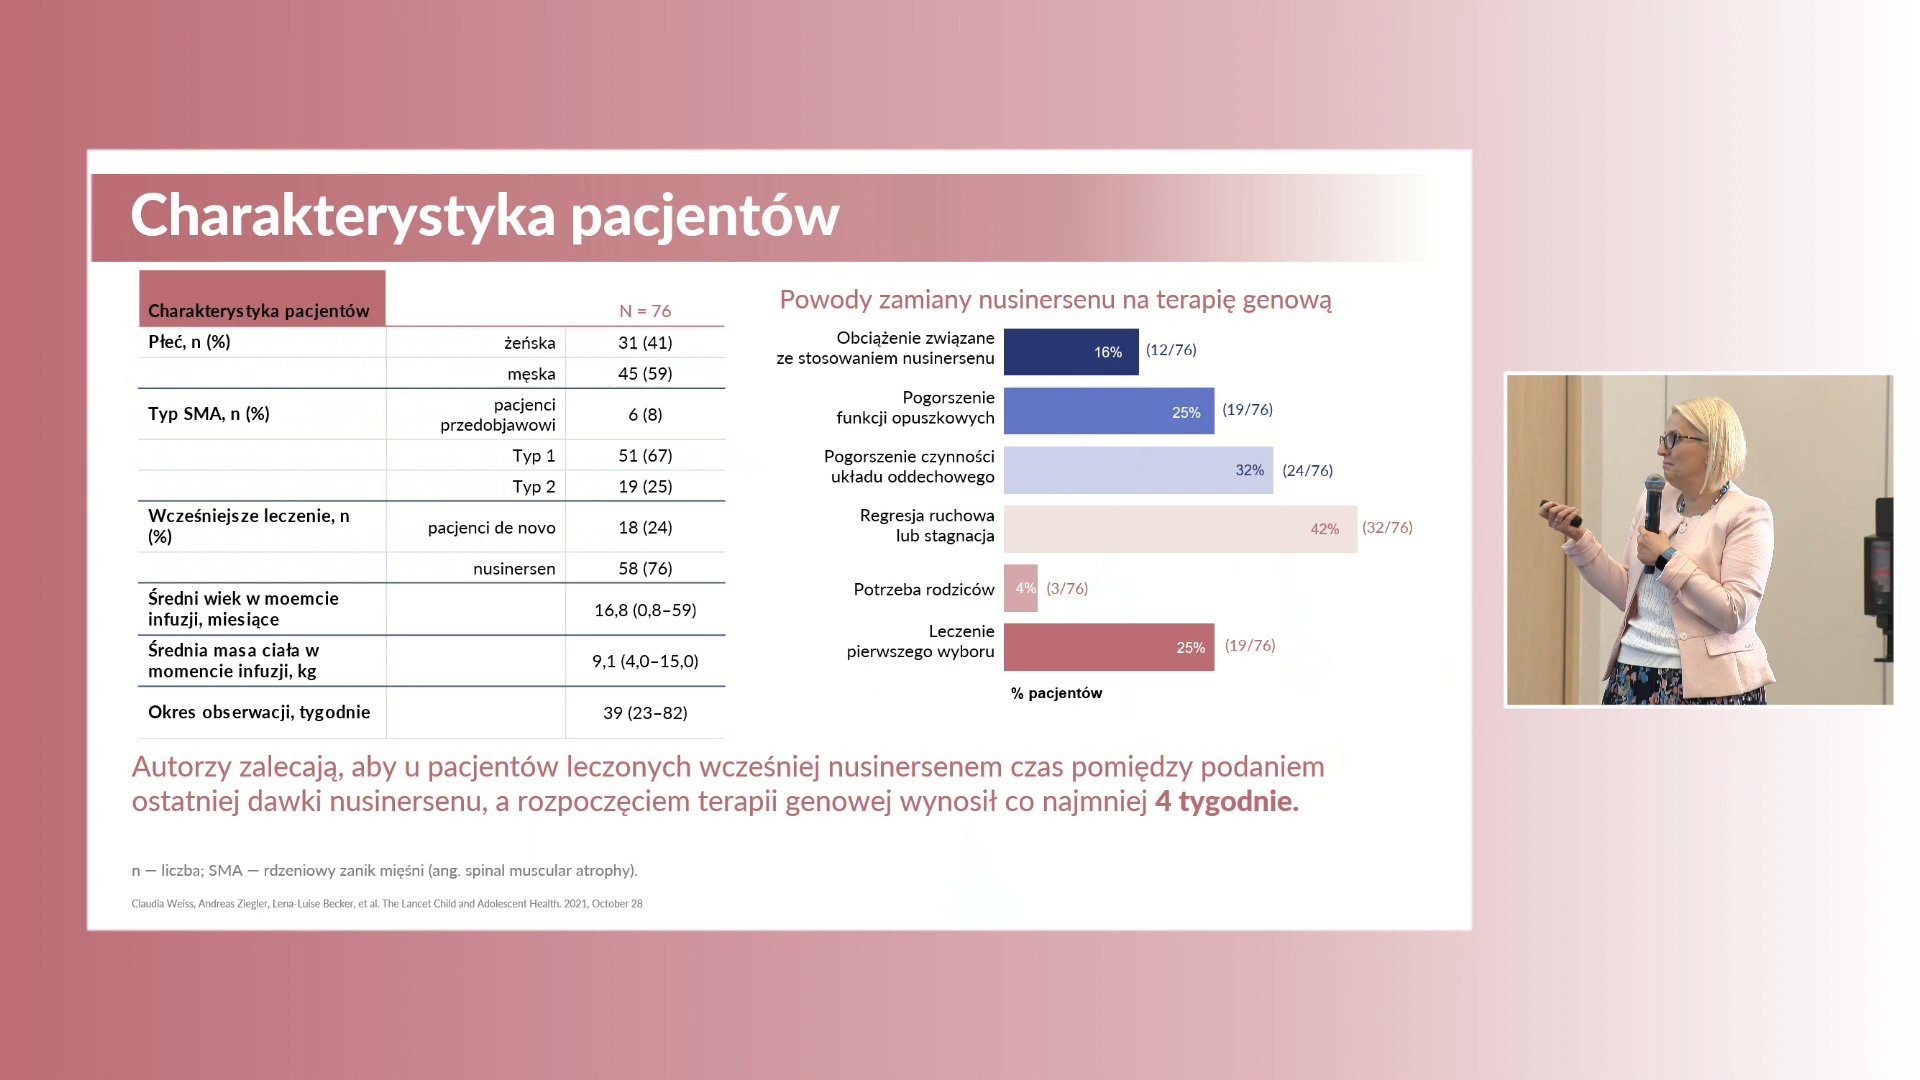 Charakterystyka pacjentów
Charakterystyka pacjentów N = 76
Płeć, n (%) żeńska 31 (41)
męska 45 (59)
Typ SMA, n (%) pacjenci
przedobjawowi 6 (8)
Typ 1 51 (67)
Typ 2 19 (25)
Wcześniejsze leczenie, n
(%) pacjenci de novo 18 (24)
nusinersen 58 (76)
Średni wiek w moemcie
infuzji, miesiące 16,8 (0,8–59)
Średnia masa ciała w
momencie infuzji, kg 9,1 (4,0–15,0)
Okres obserwacji, tygodnie 39 (23–82)
Powody zamiany nusinersenu na terapię genową
Obciążenie związane
ze stosowaniem nusinersenu 16% (12/76)
Pogorszenie
funkcji opuszkowych 25% (19/76)
Pogorszenie czynności
układu oddechowego 32% (24/76)
Regresja ruchowa
lub stagnacja 42% (32/76)
Potrzeba rodziców 4% (3/76)
Leczenie
pierwszego wyboru 25% (19/76)
% pacjentów
Autorzy zalecają, aby u pacjentów leczonych wcześniej nusinersenem czas pomiędzy podaniem
ostatniej dawki nusinersenu, a rozpoczęciem terapii genowej wynosił co najmniej 4 tygodnie.
n — liczba; SMA — rdzeniowy zanik mięśni (ang. spinal muscular atrophy).
Claudia Weiss, Andreas Ziegler, Lena-Luise Becker, et al. The Lancet Child and Adolescent Health. 2021, October 28